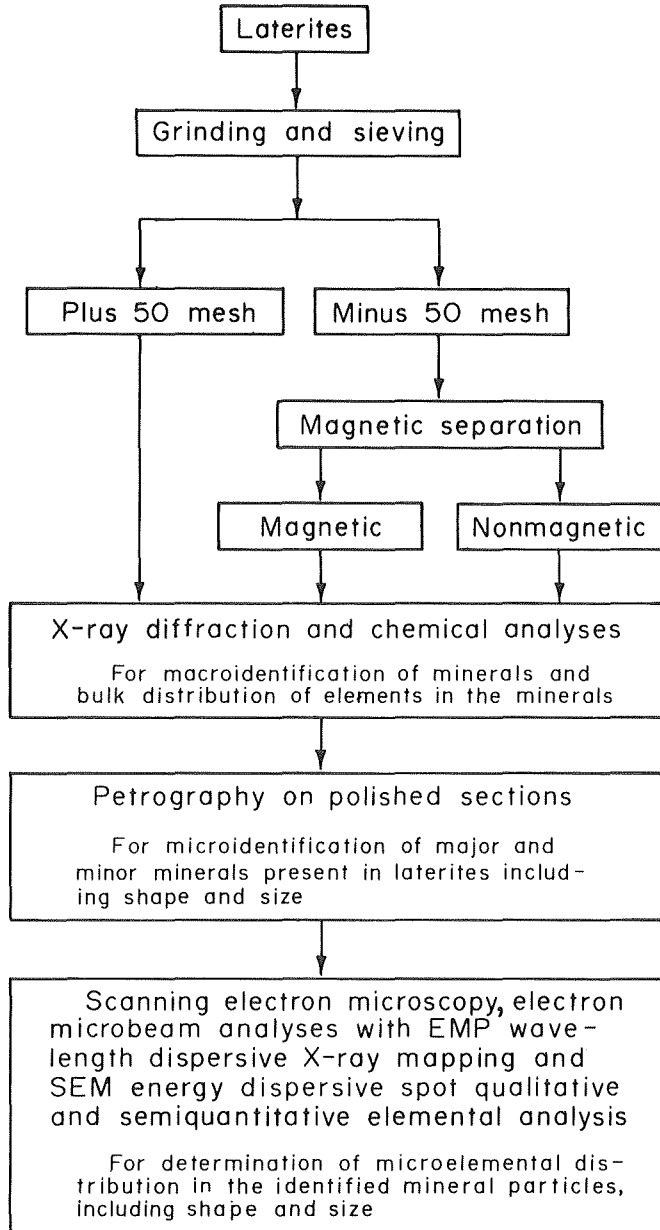 Laterites
Grinding and sieving
Plus 50 mesh
Minus 50 mesh
Magnetic separation
Magnetic
Nonmagnetic
X-ray diffraction and chemical analyses
For macroidentification of minerals and
bulk distribution of elements in the minerals
Petrography on polished sections
For microidentification of major and
minor minerals present in laterites includ-
ing shape and size
Scanning electron microscopy, electron
microbeam analyses with EMP wave-
length dispersive X-ray mapping and
SEM energy dispersive spot qualitative
and semiquantitative elemental analysis
For determination of microelemental dis-
tribution in the identified mineral particles,
including shape and size